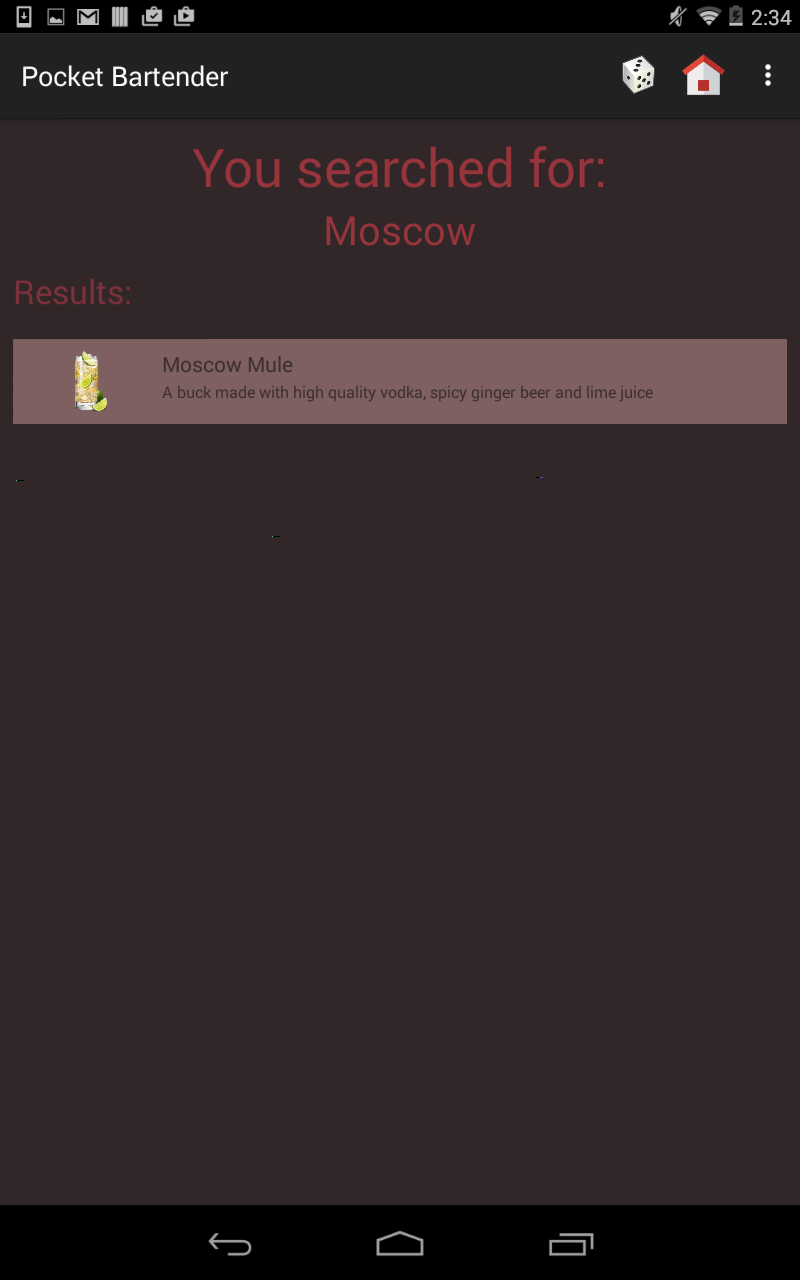 2:34
Pocket Bartender
You searched for:
Moscow
Results:
Moscow Mule
A buck made with high quality vodka, spicy ginger beer and lime juice